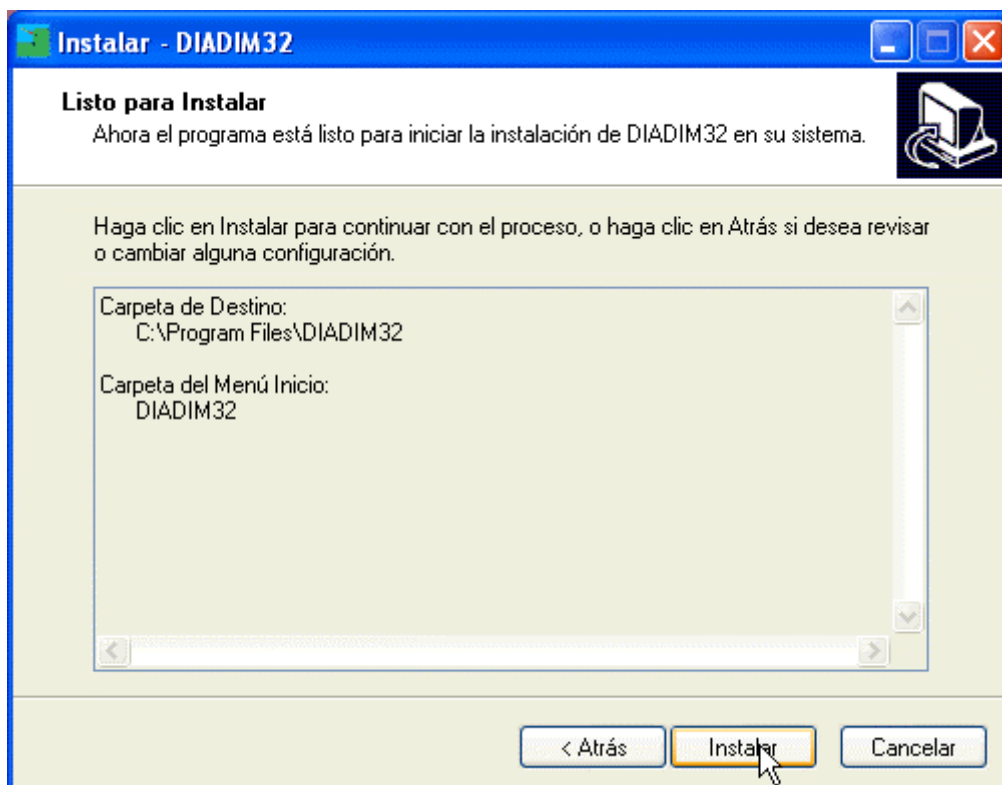 Instalar - DIADIM32
Listo para Instalar
Ahora el programa está listo para iniciar la instalación de DIADIM32 en su sistema.
Haga clic en Instalar para continuar con el proceso, o haga clic en Atrás si desea revisar
o cambiar alguna configuración.
Carpeta de Destino:
C:\Program Files\DIADIM32
Carpeta del Menú Inicio:
DIADIM32
< Atrás
Instalar
Cancelar